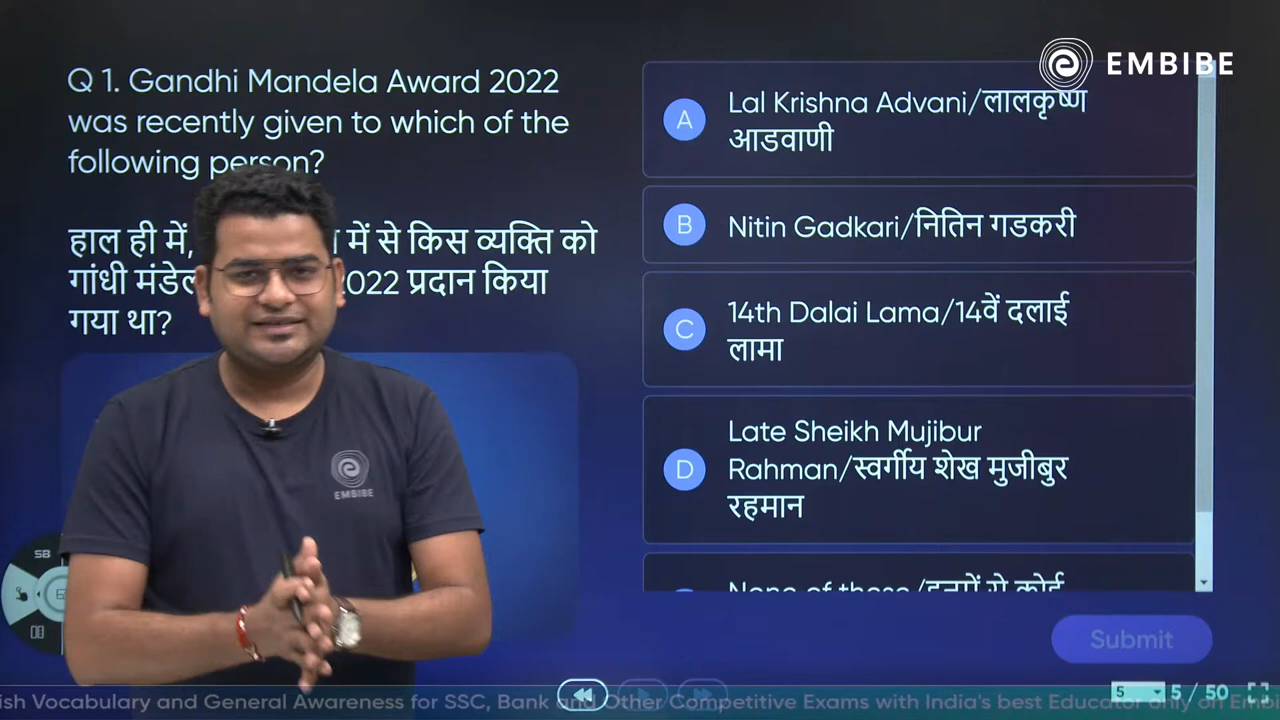 EMBIBE
Q 1. Gandhi Mandela Award 2022
was recently given to which of the
following person?
हाल ही में, में से किस व्यक्ति को
गांधी 2022 प्रदान किया
गया था?
A
Lal Krishna Advani/लालकृष्ण
आडवाणी
B
Nitin Gadkari/नितिन गडकरी
C
14th Dalai Lama/14वें दलाई
लामा
D
Late Sheikh Mujibur
Rahman/स्वर्गीय शेख मुजीबुर
रहमान
EMBIBE
SB
Submit
5 5 / 50
Vocabulary and General Awareness for SSC, Bank and Other Competitive Exams with India's best Educator only on